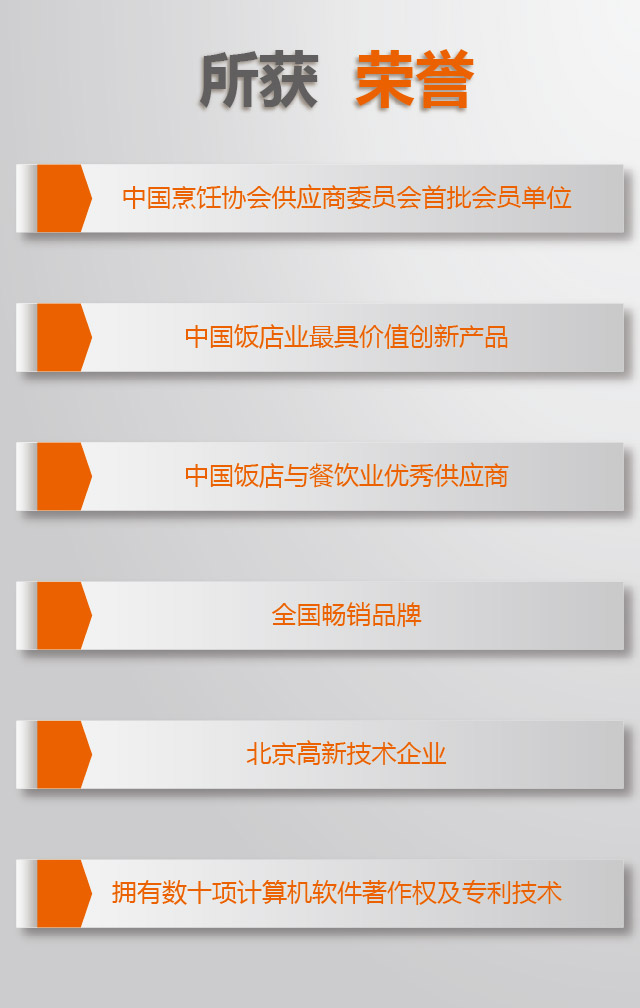 所获 荣誉
中国烹饪协会供应商委员会首批会员单位
中国饭店业最具价值创新产品
中国饭店与餐饮业优秀供应商
全国畅销品牌
北京高新技术企业
拥有数十项计算机软件著作权及专利技术